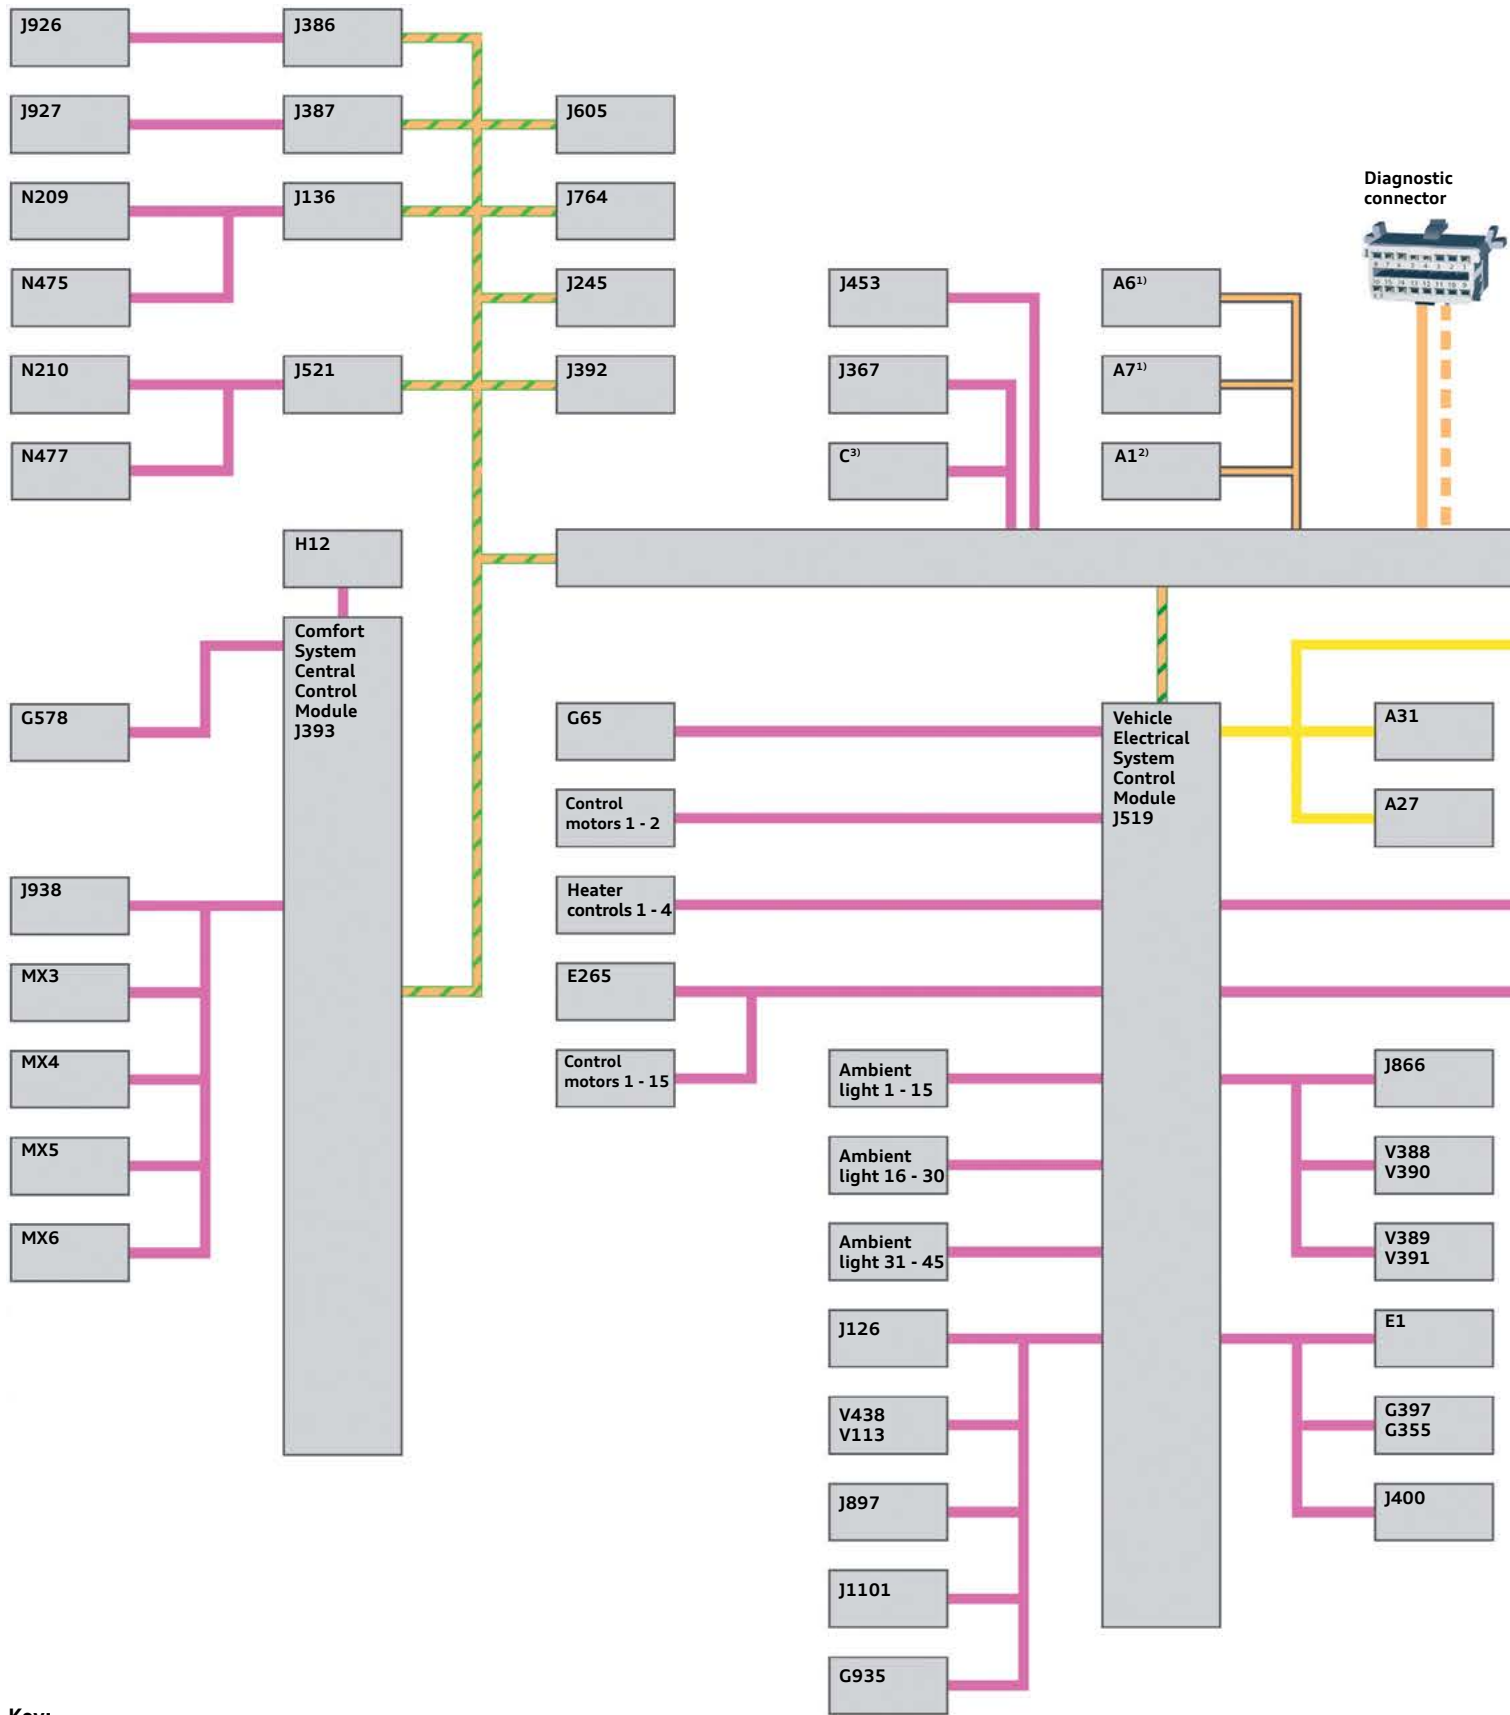 J926
J386
J927
J387
J605
N209
J136
J764
Diagnostic
connector
N475
J245
J453
A6¹⁾
N210
J521
J392
J367
A7¹⁾
N477
C³⁾
A1²⁾
H12
Comfort
System
Central
Control
Module
J393
G578
G65
Vehicle
Electrical
System
Control
Module
J519
A31
Control
motors 1 - 2
A27
J938
Heater
controls 1 - 4
MX3
E265
MX4
Control
motors 1 - 15
Ambient
light 1 - 15
J866
MX5
Ambient
light 16 - 30
V388
V390
MX6
Ambient
light 31 - 45
V389
V391
J126
E1
V438
V113
G397
G355
J897
J400
J1101
G935
Key: